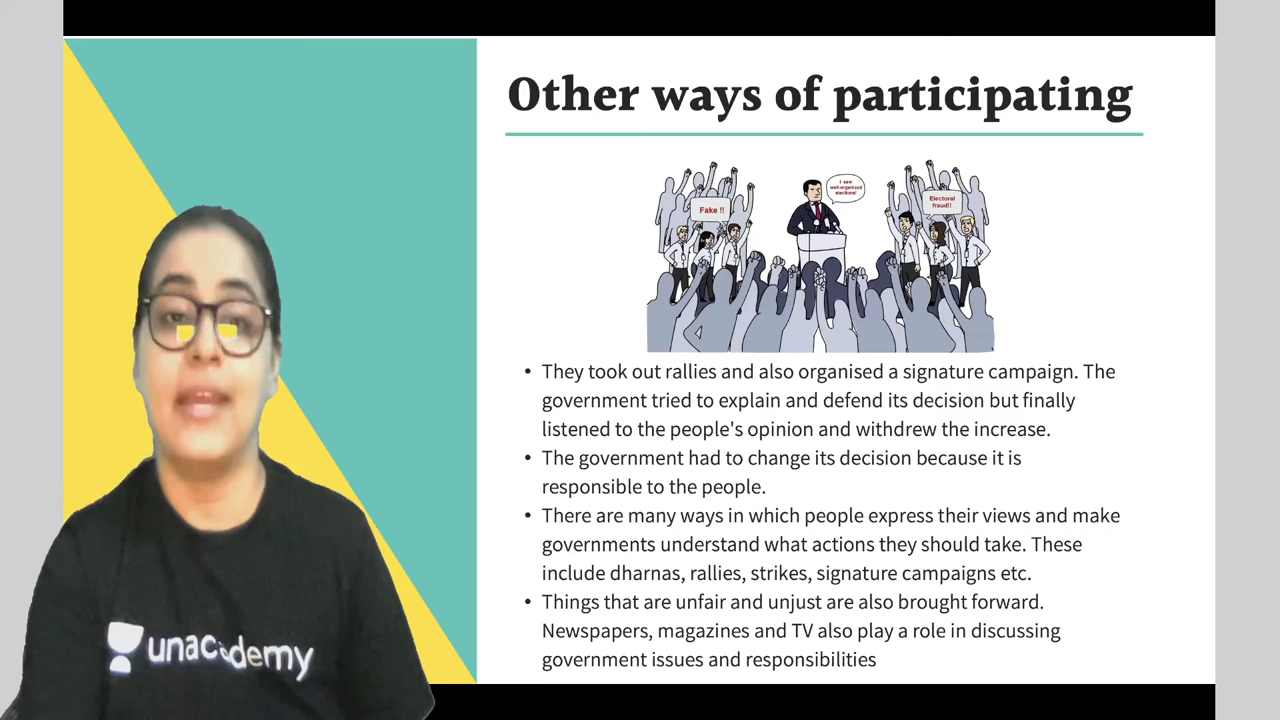 Other ways of participating
Fake !!
I saw
well-organized
elections!
Electoral
fraud!!
• They took out rallies and also organised a signature campaign. The
government tried to explain and defend its decision but finally
listened to the people's opinion and withdrew the increase.
• The government had to change its decision because it is
responsible to the people.
• There are many ways in which people express their views and make
governments understand what actions they should take. These
include dharnas, rallies, strikes, signature campaigns etc.
• Things that are unfair and unjust are also brought forward.
Newspapers, magazines and TV also play a role in discussing
government issues and responsibilities
unacademy